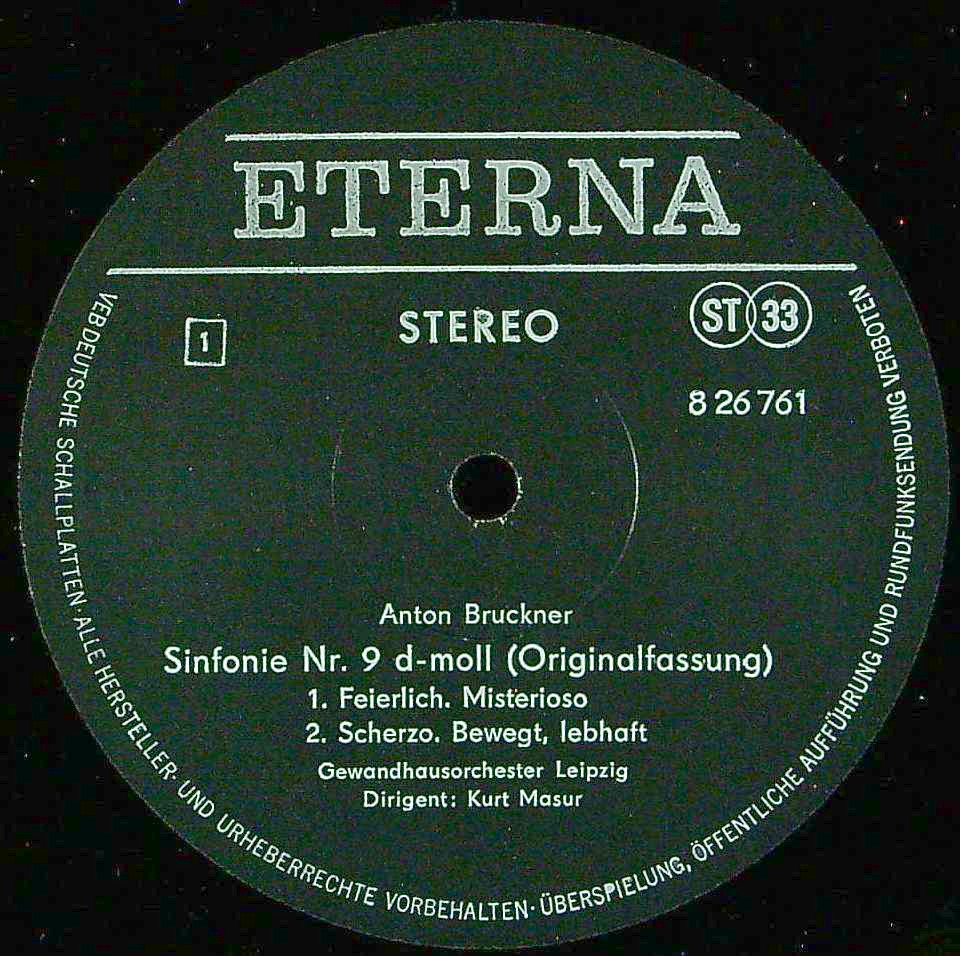 ETERNA
1
STEREO
ST 33
8 26 761
Anton Bruckner
Sinfonie Nr. 9 d-moll (Originalfassung)
1. Feierlich. Misterioso
2. Scherzo. Bewegt, lebhaft
Gewandhausorchester Leipzig
Dirigent: Kurt Masur
VEB DEUTSCHE SCHALLPLATTEN · ALLE HERSTELLER- UND URHEBERRECHTE VORBEHALTEN · ÜBERSPIELUNG, ÖFFENTLICHE AUFFÜHRUNG UND RUNDFUNKSENDUNG VERBOTEN